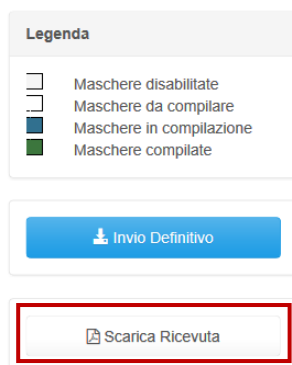 Legenda
Maschere disabilitate
Maschere da compilare
Maschere in compilazione
Maschere compilate
Invio Definitivo
Scarica Ricevuta